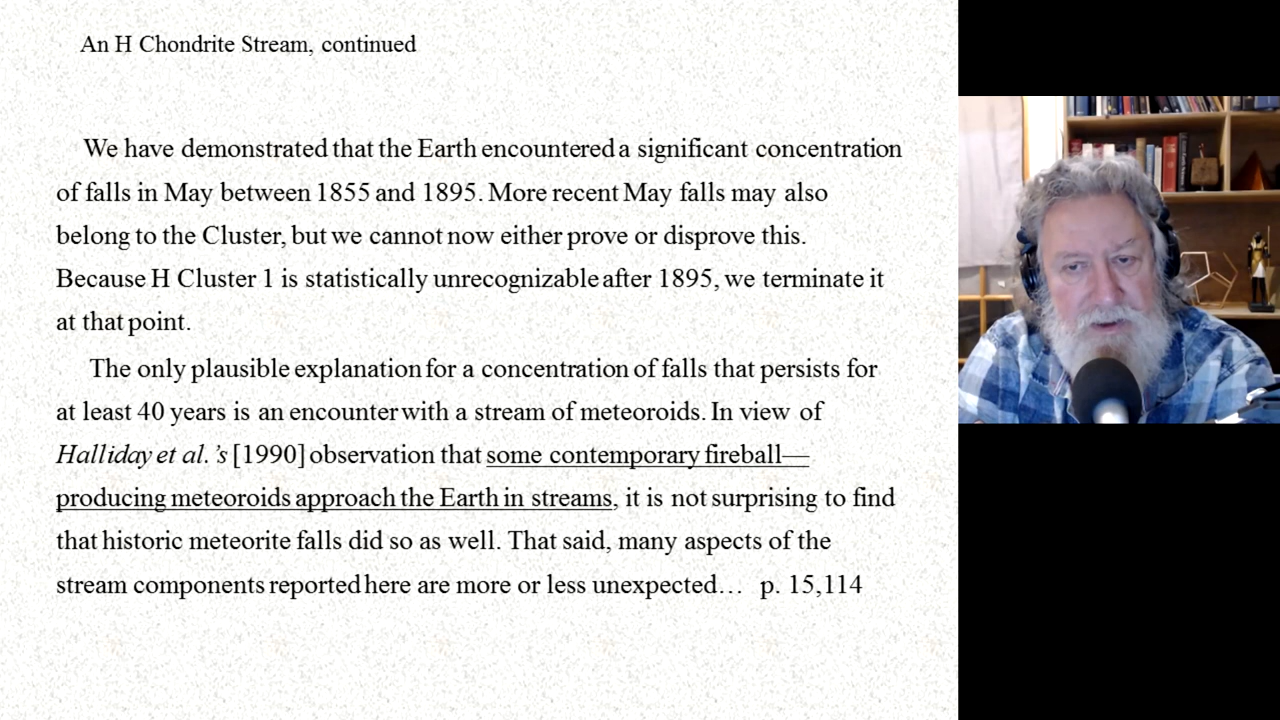 An H Chondrite Stream, continued
We have demonstrated that the Earth encountered a significant concentration
of falls in May between 1855 and 1895. More recent May falls may also
belong to the Cluster, but we cannot now either prove or disprove this.
Because H Cluster 1 is statistically unrecognizable after 1895, we terminate it
at that point.
The only plausible explanation for a concentration of falls that persists for
at least 40 years is an encounter with a stream of meteoroids. In view of
Halliday et al.'s [1990] observation that some contemporary fireball—
producing meteoroids approach the Earth in streams, it is not surprising to find
that historic meteorite falls did so as well. That said, many aspects of the
stream components reported here are more or less unexpected… p. 15,114